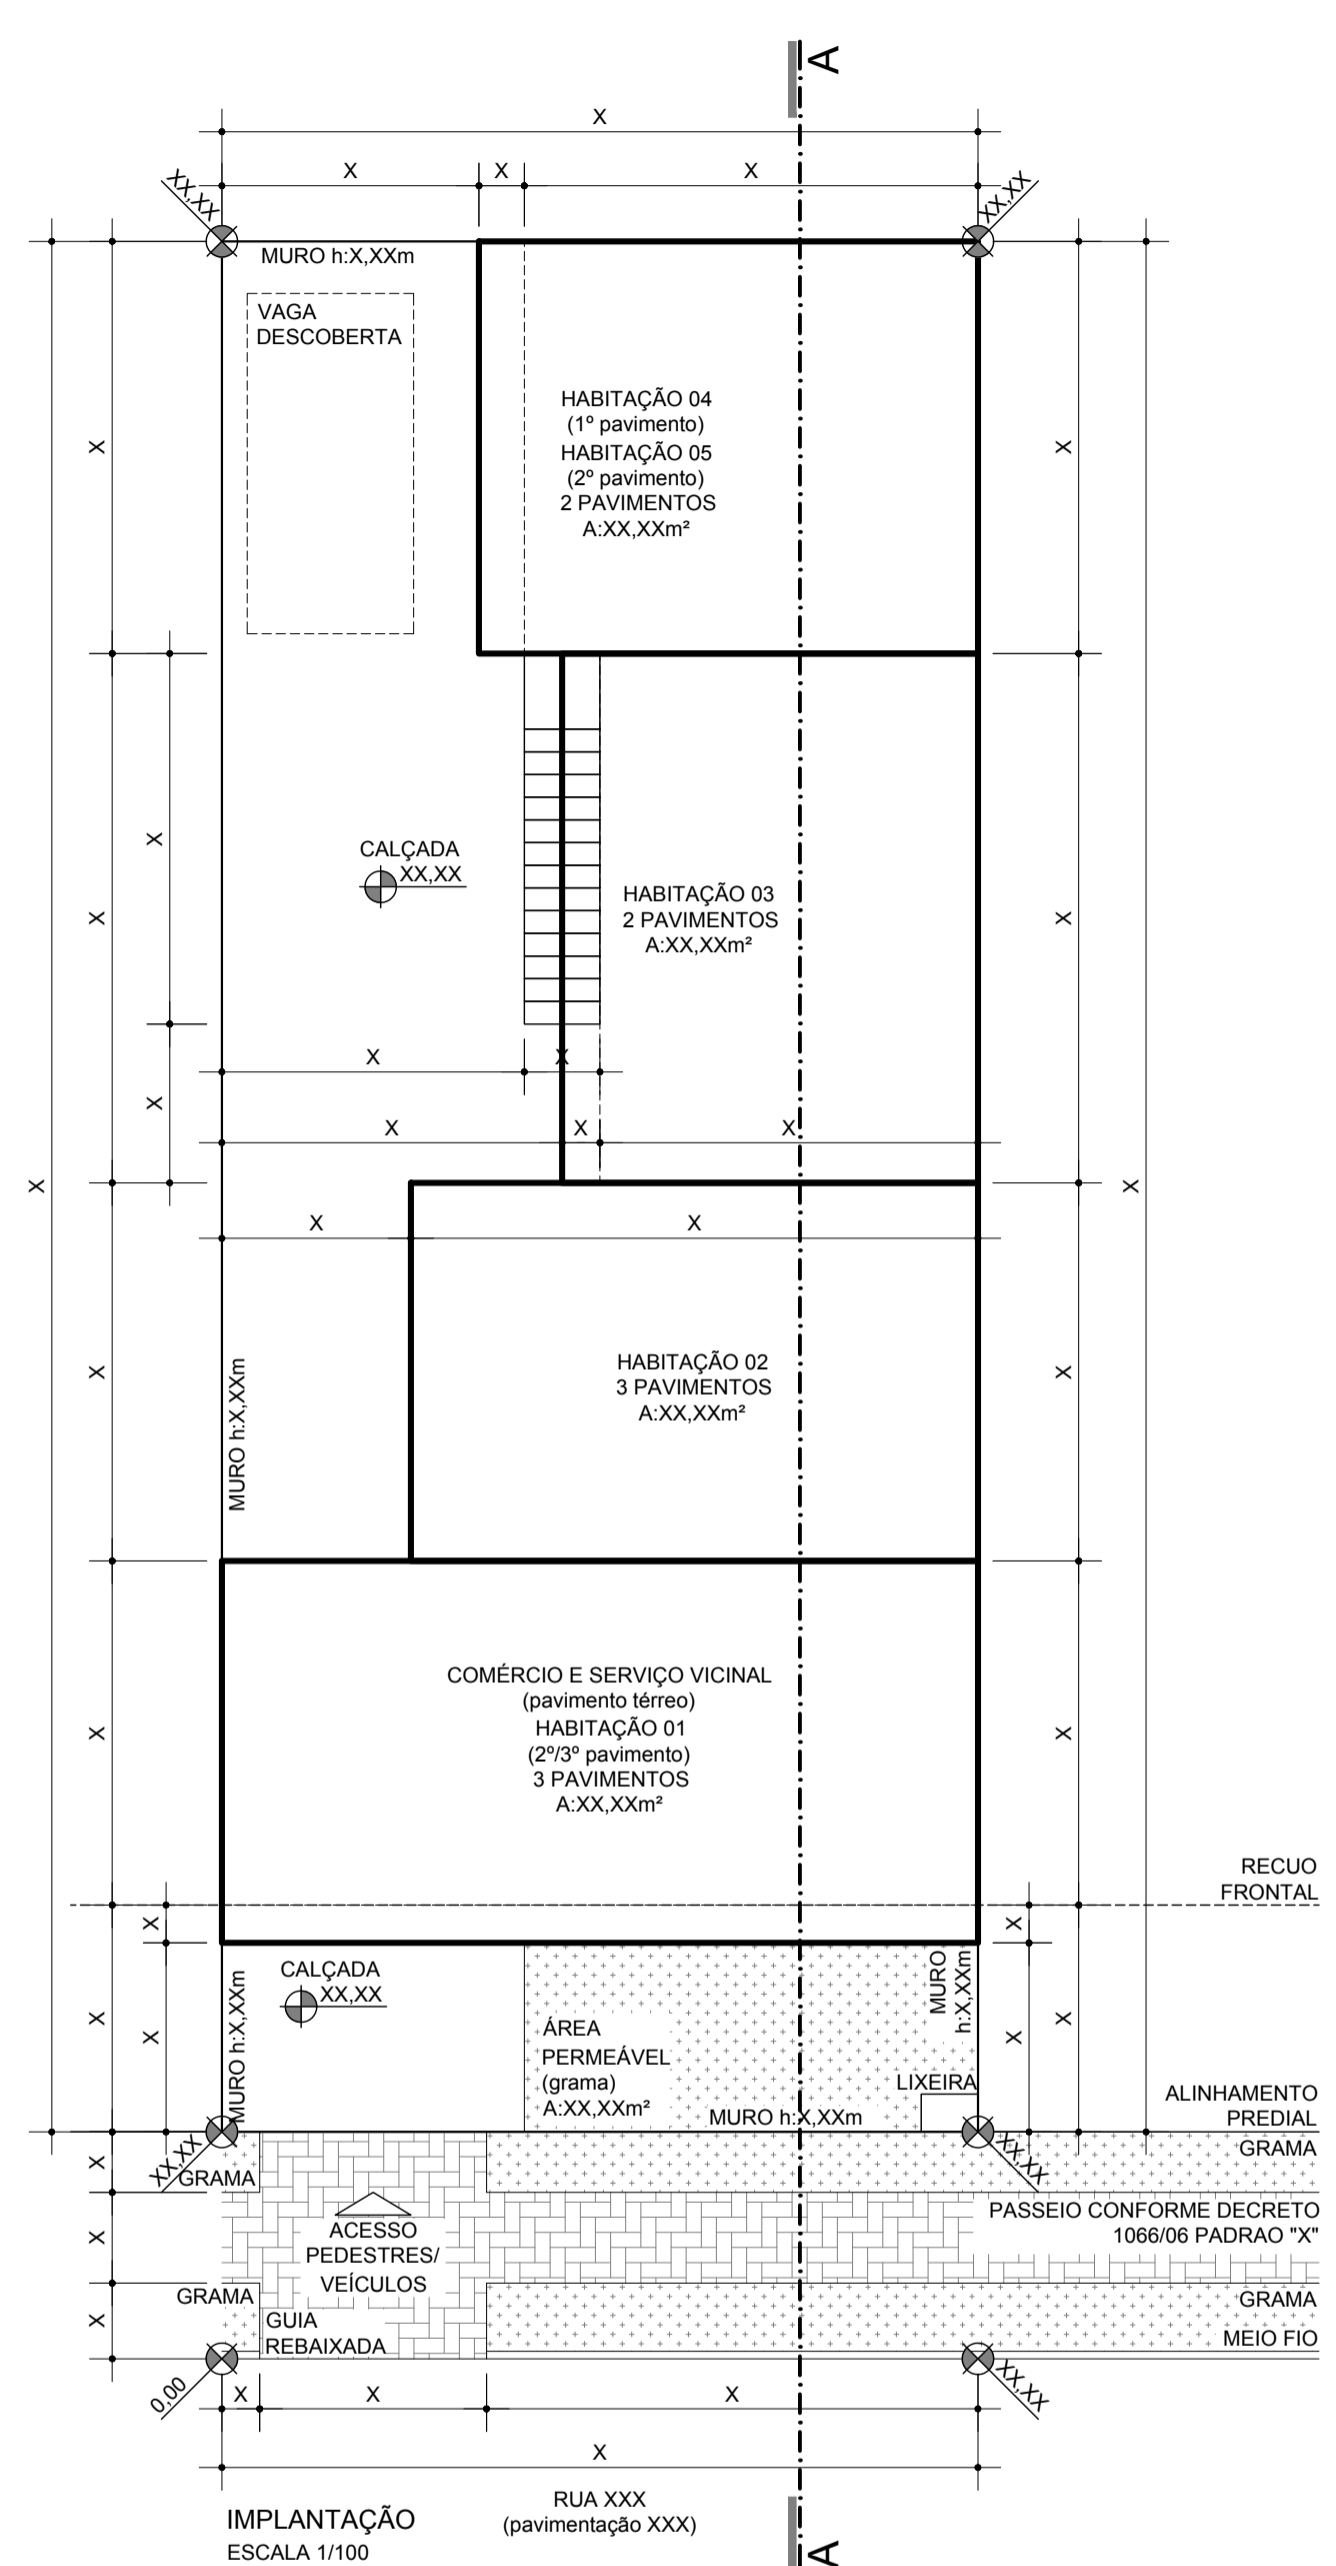 A
X
X
X
X
XX,XX
XX,XX
MURO h:X,XXm
VAGA
DESCOBERTA
HABITAÇÃO 04
(1º pavimento)
HABITAÇÃO 05
(2º pavimento)
2 PAVIMENTOS
A:XX,XXm²
X
X
X
CALÇADA
XX,XX
HABITAÇÃO 03
2 PAVIMENTOS
A:XX,XXm²
X
X
X
X
X
X
X
X
X
X
X
X
MURO h:X,XXm
HABITAÇÃO 02
3 PAVIMENTOS
A:XX,XXm²
X
X
COMÉRCIO E SERVIÇO VICINAL
(pavimento térreo)
HABITAÇÃO 01
(2º/3º pavimento)
3 PAVIMENTOS
A:XX,XXm²
X
X
RECUO
FRONTAL
X
X
CALÇADA
XX,XX
MURO h:X,XXm
MURO
h:X,XXm
X
X
X
X
ÁREA
PERMEÁVEL
(grama)
A:XX,XXm²
LIXEIRA
MURO h:X,XXm
ALINHAMENTO
PREDIAL
XX,XX
XX,XX
X
GRAMA
GRAMA
X
ACESSO
PEDESTRES/
VEÍCULOS
PASSEIO CONFORME DECRETO
1066/06 PADRAO "X"
X
GRAMA
GRAMA
GUIA
REBAIXADA
MEIO FIO
0,00
XX,XX
X
X
X
X
RUA XXX
(pavimentação XXX)
IMPLANTAÇÃO
ESCALA 1/100
A